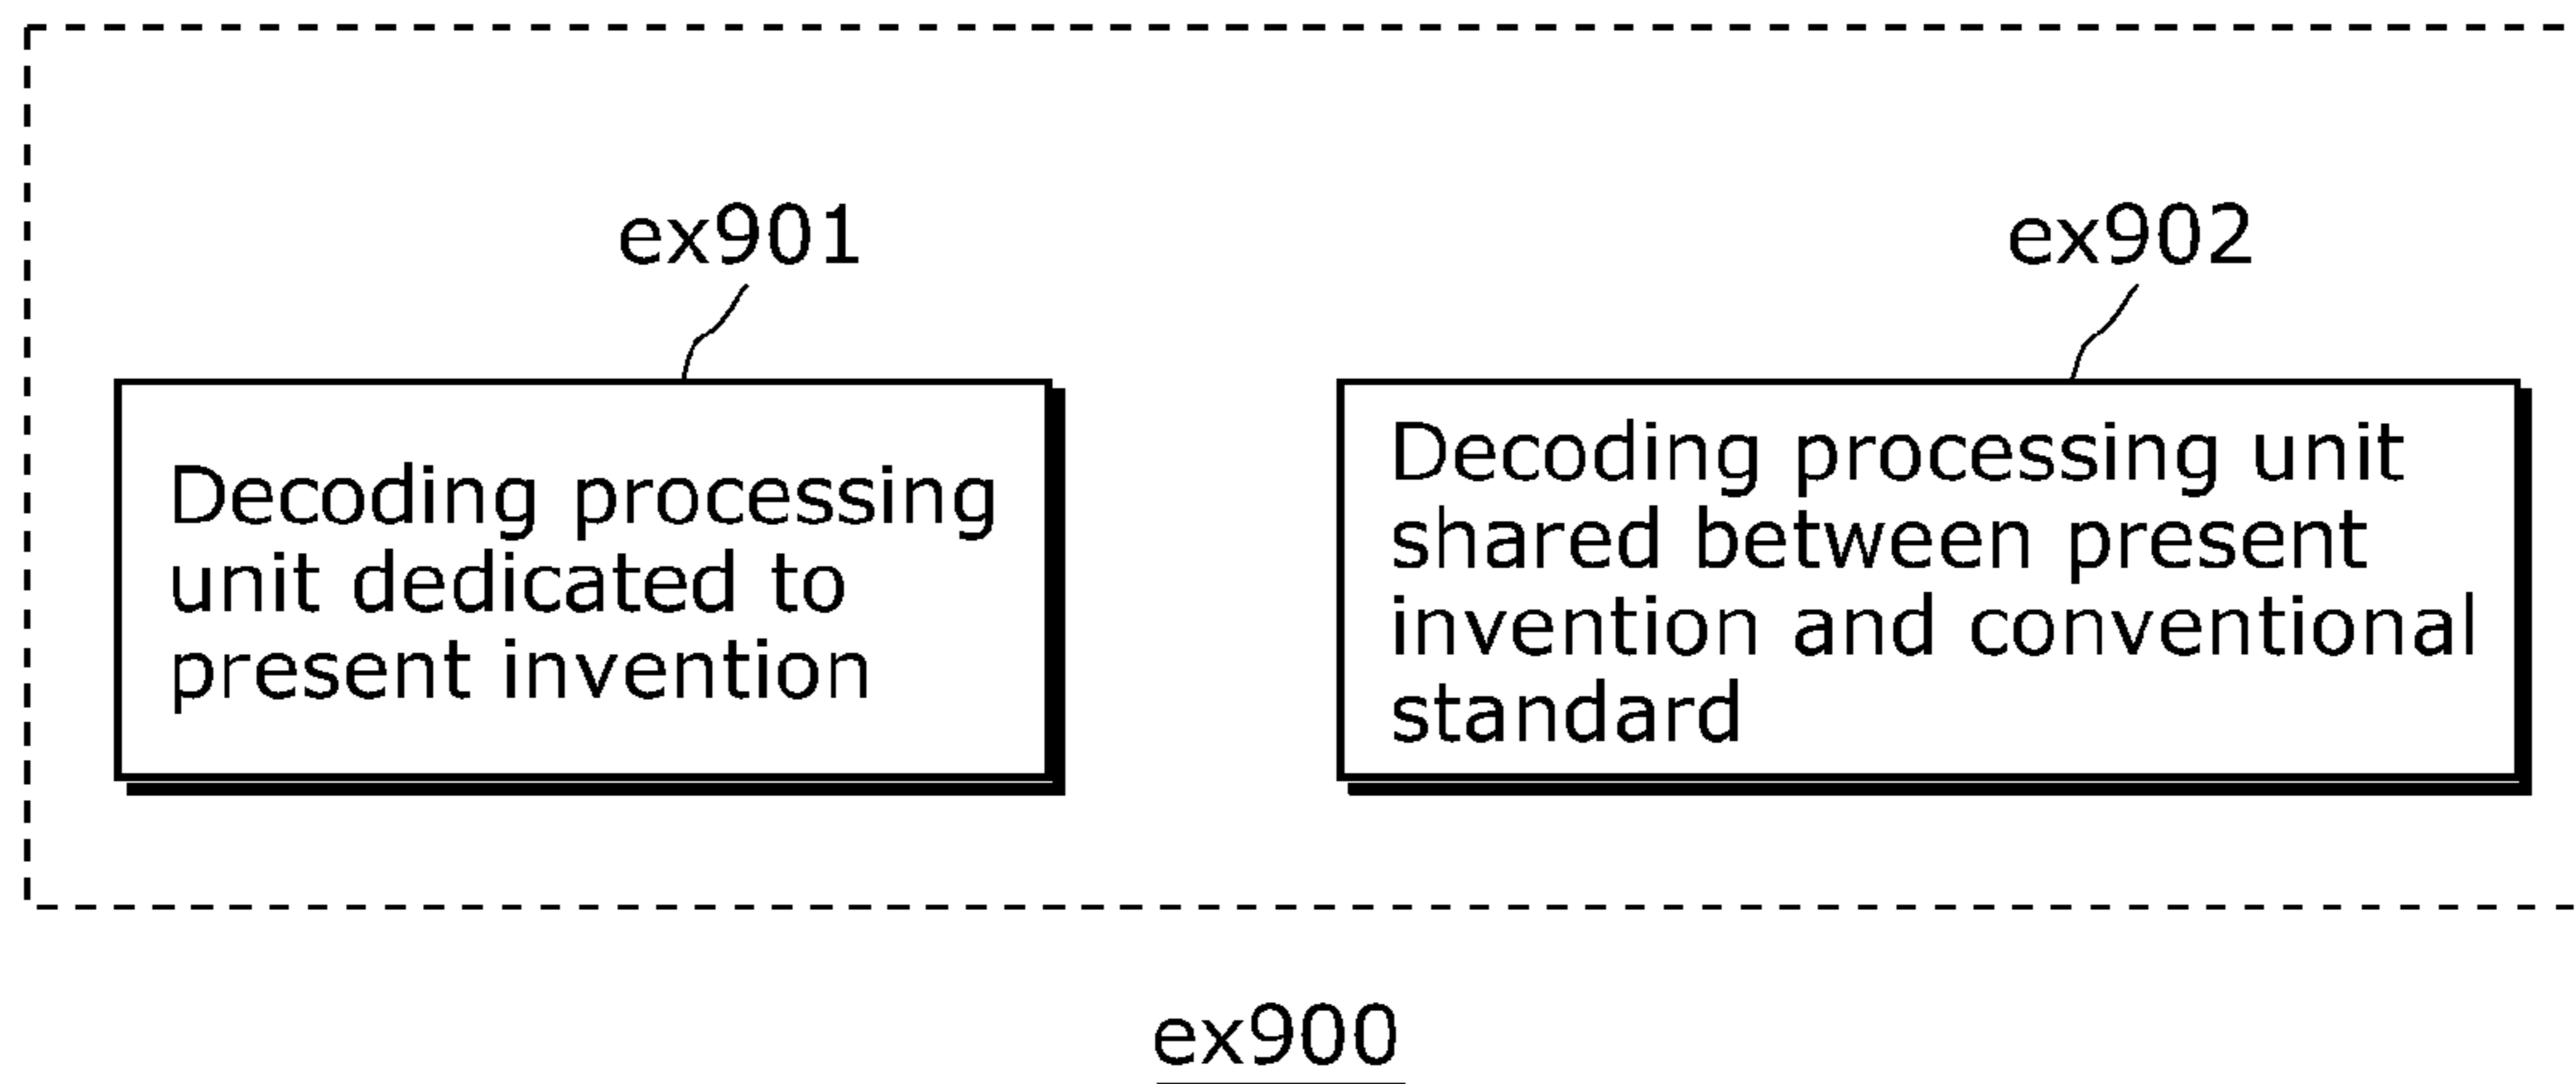 ex901
Decoding processing
unit dedicated to
present invention
ex902
Decoding processing unit
shared between present
invention and conventional
standard
ex900